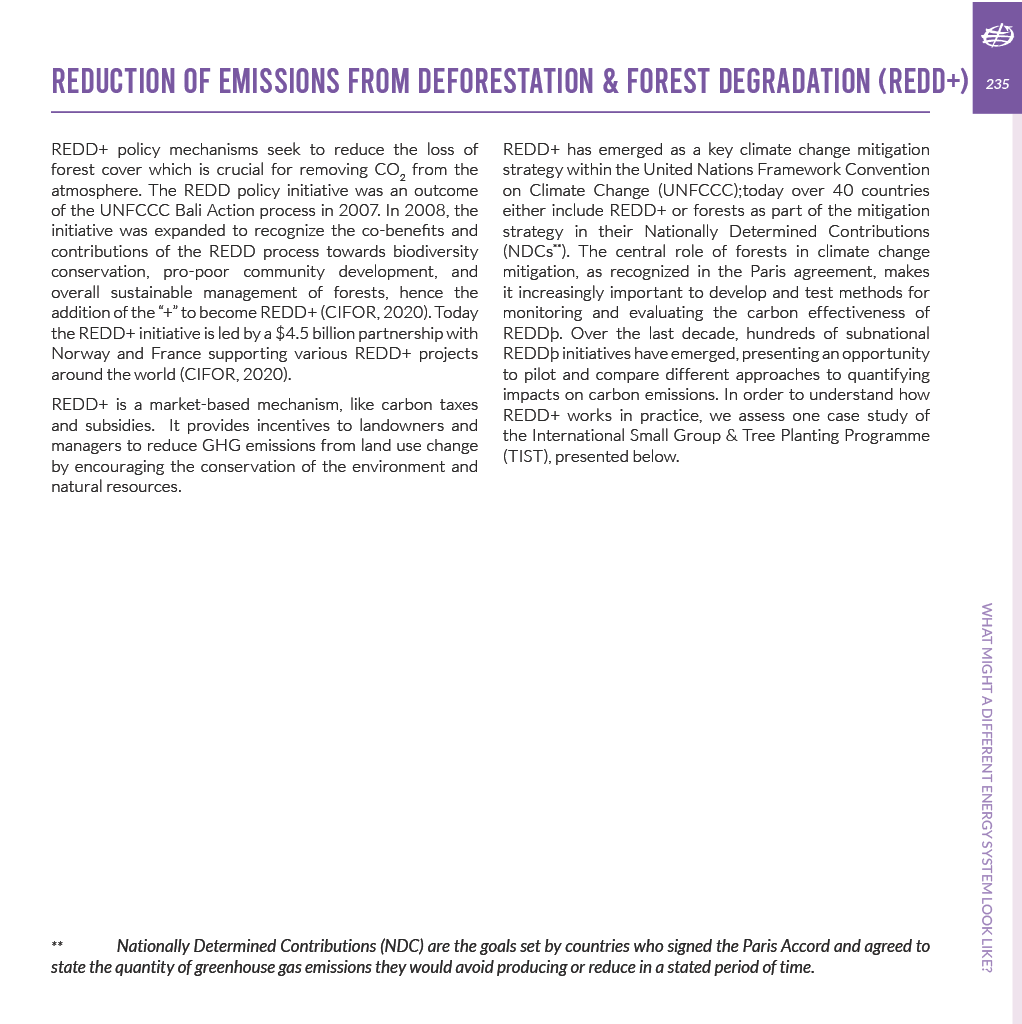 REDUCTION OF EMISSIONS FROM DEFORESTATION & FOREST DEGRADATION (REDD+)
235
REDD+ policy mechanisms seek to reduce the loss of
forest cover which is crucial for removing CO2 from the
atmosphere. The REDD policy initiative was an outcome
of the UNFCCC Bali Action process in 2007. In 2008, the
initiative was expanded to recognize the co-benefits and
contributions of the REDD process towards biodiversity
conservation, pro-poor community development, and
overall sustainable management of forests, hence the
addition of the “+” to become REDD+ (CIFOR, 2020). Today
the REDD+ initiative is led by a $4.5 billion partnership with
Norway and France supporting various REDD+ projects
around the world (CIFOR, 2020).
REDD+ is a market-based mechanism, like carbon taxes
and subsidies.  It provides incentives to landowners and
managers to reduce GHG emissions from land use change
by encouraging the conservation of the environment and
natural resources.
REDD+ has emerged as a key climate change mitigation
strategy within the United Nations Framework Convention
on Climate Change (UNFCCC);today over 40 countries
either include REDD+ or forests as part of the mitigation
strategy in their Nationally Determined Contributions
(NDCs**). The central role of forests in climate change
mitigation, as recognized in the Paris agreement, makes
it increasingly important to develop and test methods for
monitoring and evaluating the carbon effectiveness of
REDDþ. Over the last decade, hundreds of subnational
REDDþ initiatives have emerged, presenting an opportunity
to pilot and compare different approaches to quantifying
impacts on carbon emissions. In order to understand how
REDD+ works in practice, we assess one case study of
the International Small Group & Tree Planting Programme
(TIST), presented below.
WHAT MIGHT A DIFFERENT ENERGY SYSTEM LOOK LIKE?
** Nationally Determined Contributions (NDC) are the goals set by countries who signed the Paris Accord and agreed to
state the quantity of greenhouse gas emissions they would avoid producing or reduce in a stated period of time.